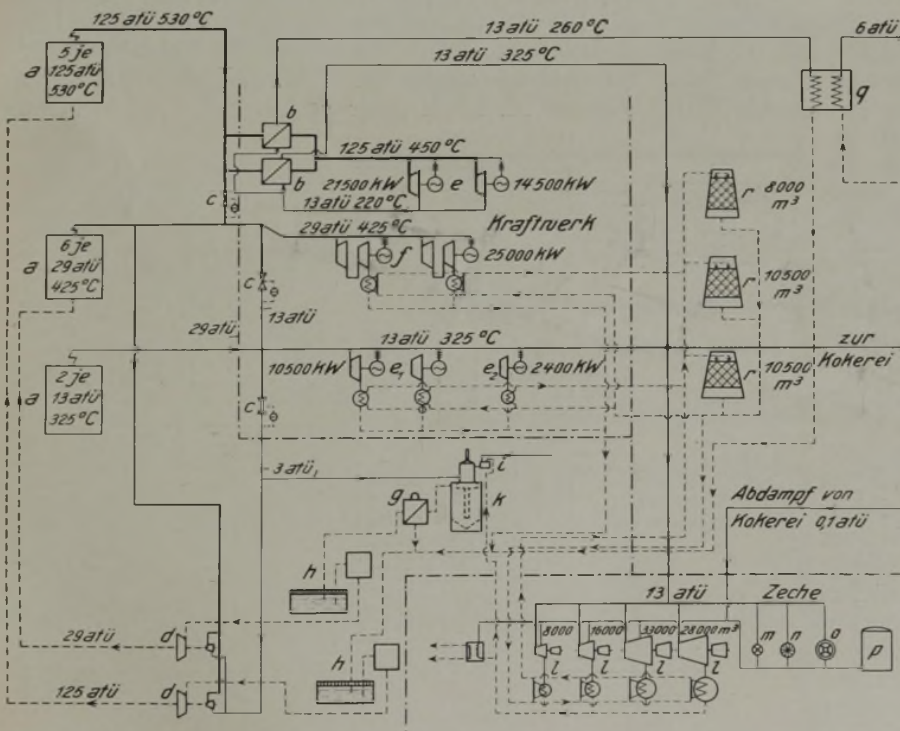 125 atü 530°C
13 atü 260°C
6 atü
13 atü 325°C
a
5 je
125 atü
530°C
q
b
b
125 atü 450°C
21500 kW
e
14500 kW
13 atü 220°C
c
r
8000
m³
29 atü 425°C
Kraftwerk
a
6 je
29 atü
425°C
f
25000 kW
c
13 atü
r
10500
m³
29 atü
13 atü 325°C
zur
Kokerei
10500 kW
e₁
e₂
2400 kW
r
10500
m³
a
2 je
13 atü
325°C
c
3 atü
i
g
k
Abdampf von
Kokerei 0,1 atü
h
13 atü
Zeche
29 atü
d
8000
16000
33000
28000 m³
m
n
o
p
h
l
l
l
l
125 atü
d